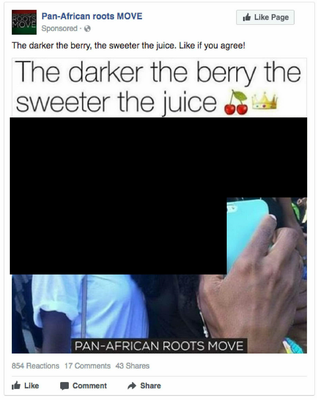 Pan-African roots MOVE
Like Page
Sponsored ·
The darker the berry, the sweeter the juice. Like if you agree!
The darker the berry the
sweeter the juice
PAN-AFRICAN ROOTS MOVE
854 Reactions 17 Comments 43 Shares
Like Comment Share